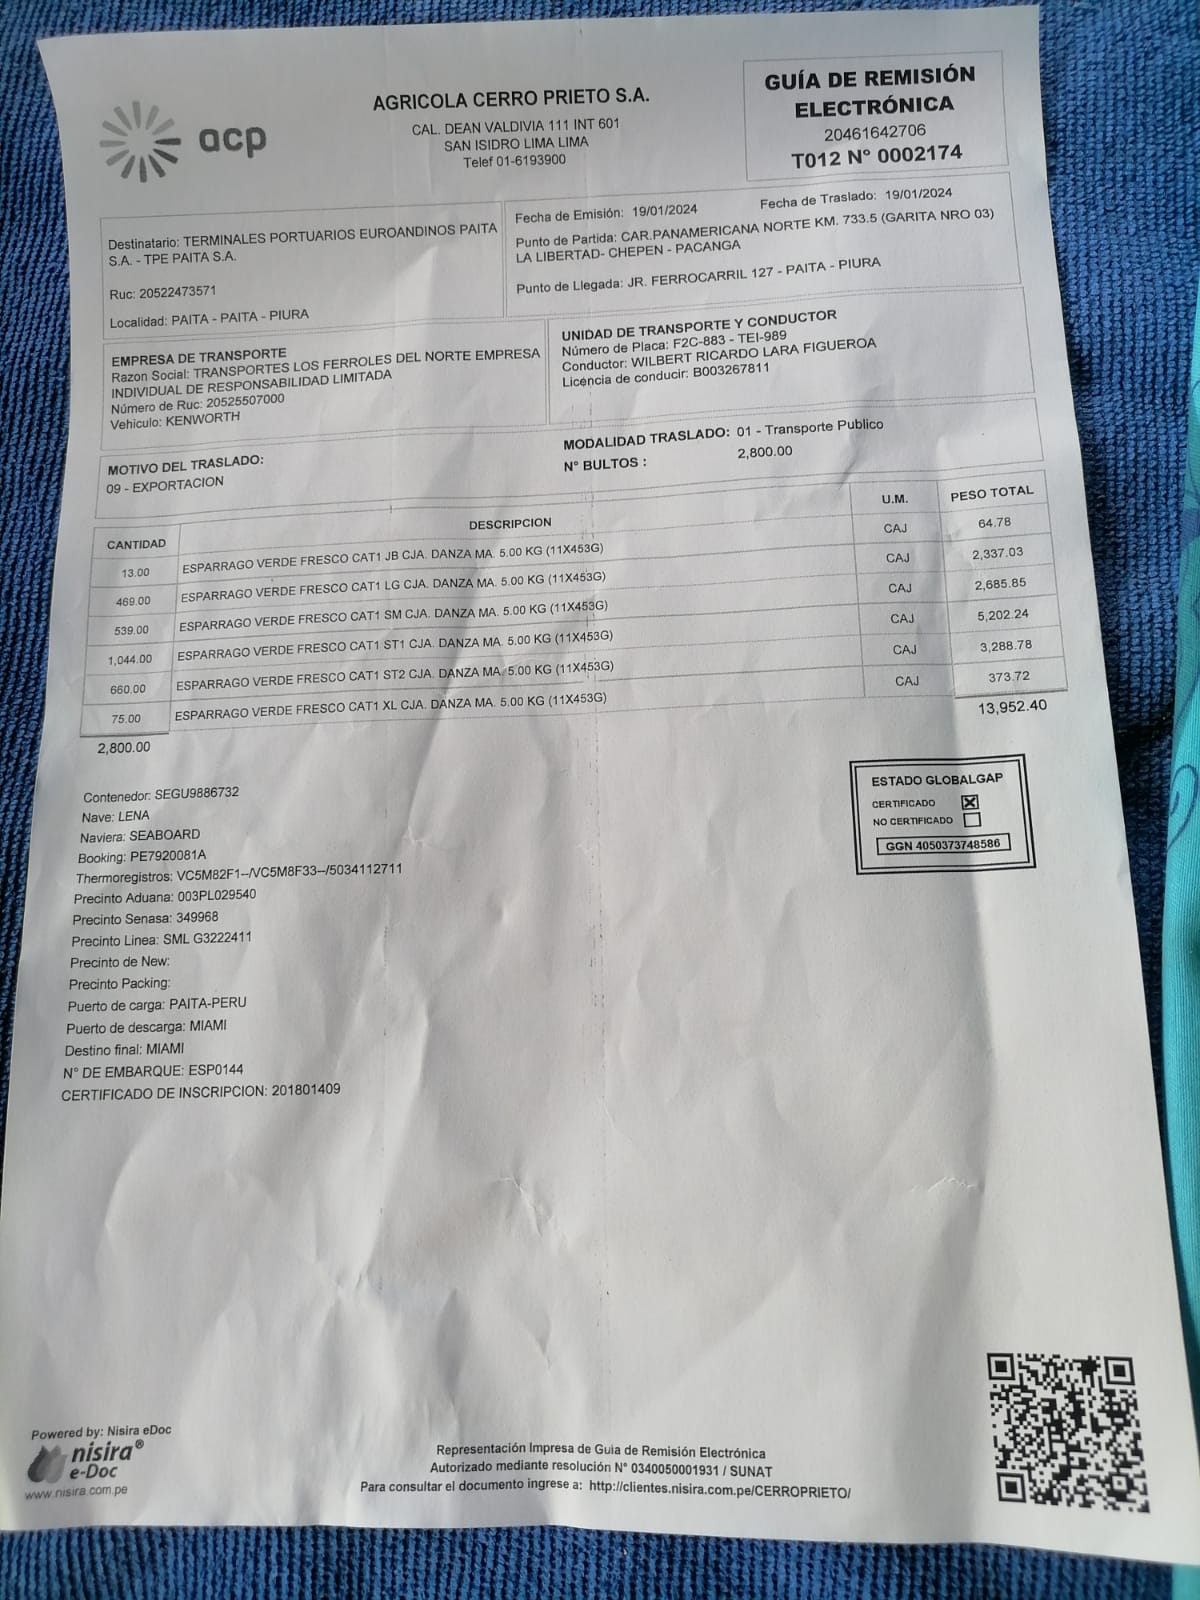 acp
AGRICOLA CERRO PRIETO S.A.
CAL. DEAN VALDIVIA 111 INT 601
SAN ISIDRO LIMA LIMA
Telef 01-6193900
GUÍA DE REMISIÓN
ELECTRÓNICA
20461642706
T012 N° 0002174
Destinatario: TERMINALES PORTUARIOS EUROANDINOS PAITA
S.A. - TPE PAITA S.A.
Ruc: 20522473571
Localidad: PAITA - PAITA - PIURA
Fecha de Emisión: 19/01/2024 Fecha de Traslado: 19/01/2024
Punto de Partida: CAR.PANAMERICANA NORTE KM. 733.5 (GARITA NRO 03)
LA LIBERTAD- CHEPEN - PACANGA
Punto de Llegada: JR. FERROCARRIL 127 - PAITA - PIURA
EMPRESA DE TRANSPORTE
Razon Social: TRANSPORTES LOS FERROLES DEL NORTE EMPRESA
INDIVIDUAL DE RESPONSABILIDAD LIMITADA
Número de Ruc: 20525507000
Vehiculo: KENWORTH
UNIDAD DE TRANSPORTE Y CONDUCTOR
Número de Placa: F2C-883 - TEI-989
Conductor: WILBERT RICARDO LARA FIGUEROA
Licencia de conducir: B003267811
MOTIVO DEL TRASLADO:
09 - EXPORTACION
MODALIDAD TRASLADO: 01 - Transporte Publico
N° BULTOS : 2,800.00
CANTIDAD DESCRIPCION U.M. PESO TOTAL
13.00 ESPARRAGO VERDE FRESCO CAT1 JB CJA. DANZA MA. 5.00 KG (11X453G) CAJ 64.78
469.00 ESPARRAGO VERDE FRESCO CAT1 LG CJA. DANZA MA. 5.00 KG (11X453G) CAJ 2,337.03
539.00 ESPARRAGO VERDE FRESCO CAT1 SM CJA. DANZA MA. 5.00 KG (11X453G) CAJ 2,685.85
1,044.00 ESPARRAGO VERDE FRESCO CAT1 ST1 CJA. DANZA MA. 5.00 KG (11X453G) CAJ 5,202.24
660.00 ESPARRAGO VERDE FRESCO CAT1 ST2 CJA. DANZA MA. 5.00 KG (11X453G) CAJ 3,288.78
75.00 ESPARRAGO VERDE FRESCO CAT1 XL CJA. DANZA MA. 5.00 KG (11X453G) CAJ 373.72
2,800.00 13,952.40
Contenedor: SEGU9886732
Nave: LENA
Naviera: SEABOARD
Booking: PE7920081A
Thermoregistros: VC5M82F1--/VC5M8F33--/5034112711
Precinto Aduana: 003PL029540
Precinto Senasa: 349968
Precinto Linea: SML G3222411
Precinto de New:
Precinto Packing:
Puerto de carga: PAITA-PERU
Puerto de descarga: MIAMI
Destino final: MIAMI
N° DE EMBARQUE: ESP0144
CERTIFICADO DE INSCRIPCION: 201801409
ESTADO GLOBALGAP
CERTIFICADO
NO CERTIFICADO
GGN 4050373748586
Powered by: Nisira eDoc
nisira®
e-Doc
www.nisira.com.pe
Representación Impresa de Guia de Remisión Electrónica
Autorizado mediante resolución N° 0340050001931 / SUNAT
Para consultar el documento ingrese a: http://clientes.nisira.com.pe/CERROPRIETO/